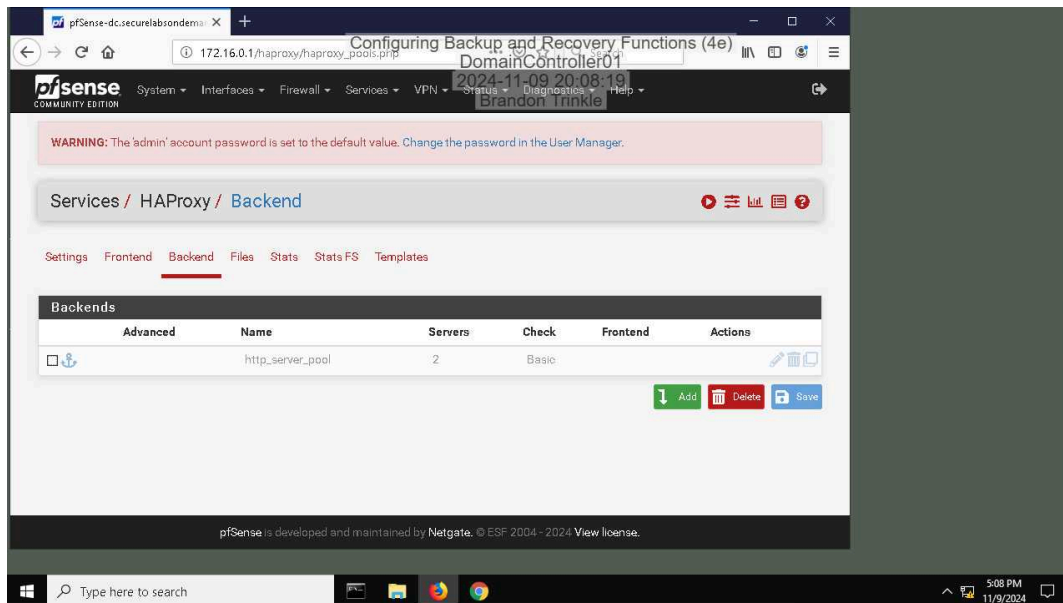 pfSense-dc.securelabsondema
172.16.0.1/haproxy/haproxy_pools.php
Search
Configuring Backup and Recovery Functions (4e)
DomainController01
2024-11-09 20:08:19
Brandon Trinkle
pfsense
COMMUNITY EDITION
System Interfaces Firewall Services VPN Status Diagnostics Help
WARNING: The 'admin' account password is set to the default value. Change the password in the User Manager.
Services / HAProxy / Backend
Settings Frontend Backend Files Stats Stats FS Templates
Backends
Advanced Name Servers Check Frontend Actions
http_server_pool 2 Basic
Add Delete Save
pfSense is developed and maintained by Netgate. © ESF 2004 - 2024 View license.
Type here to search
5:08 PM
11/9/2024